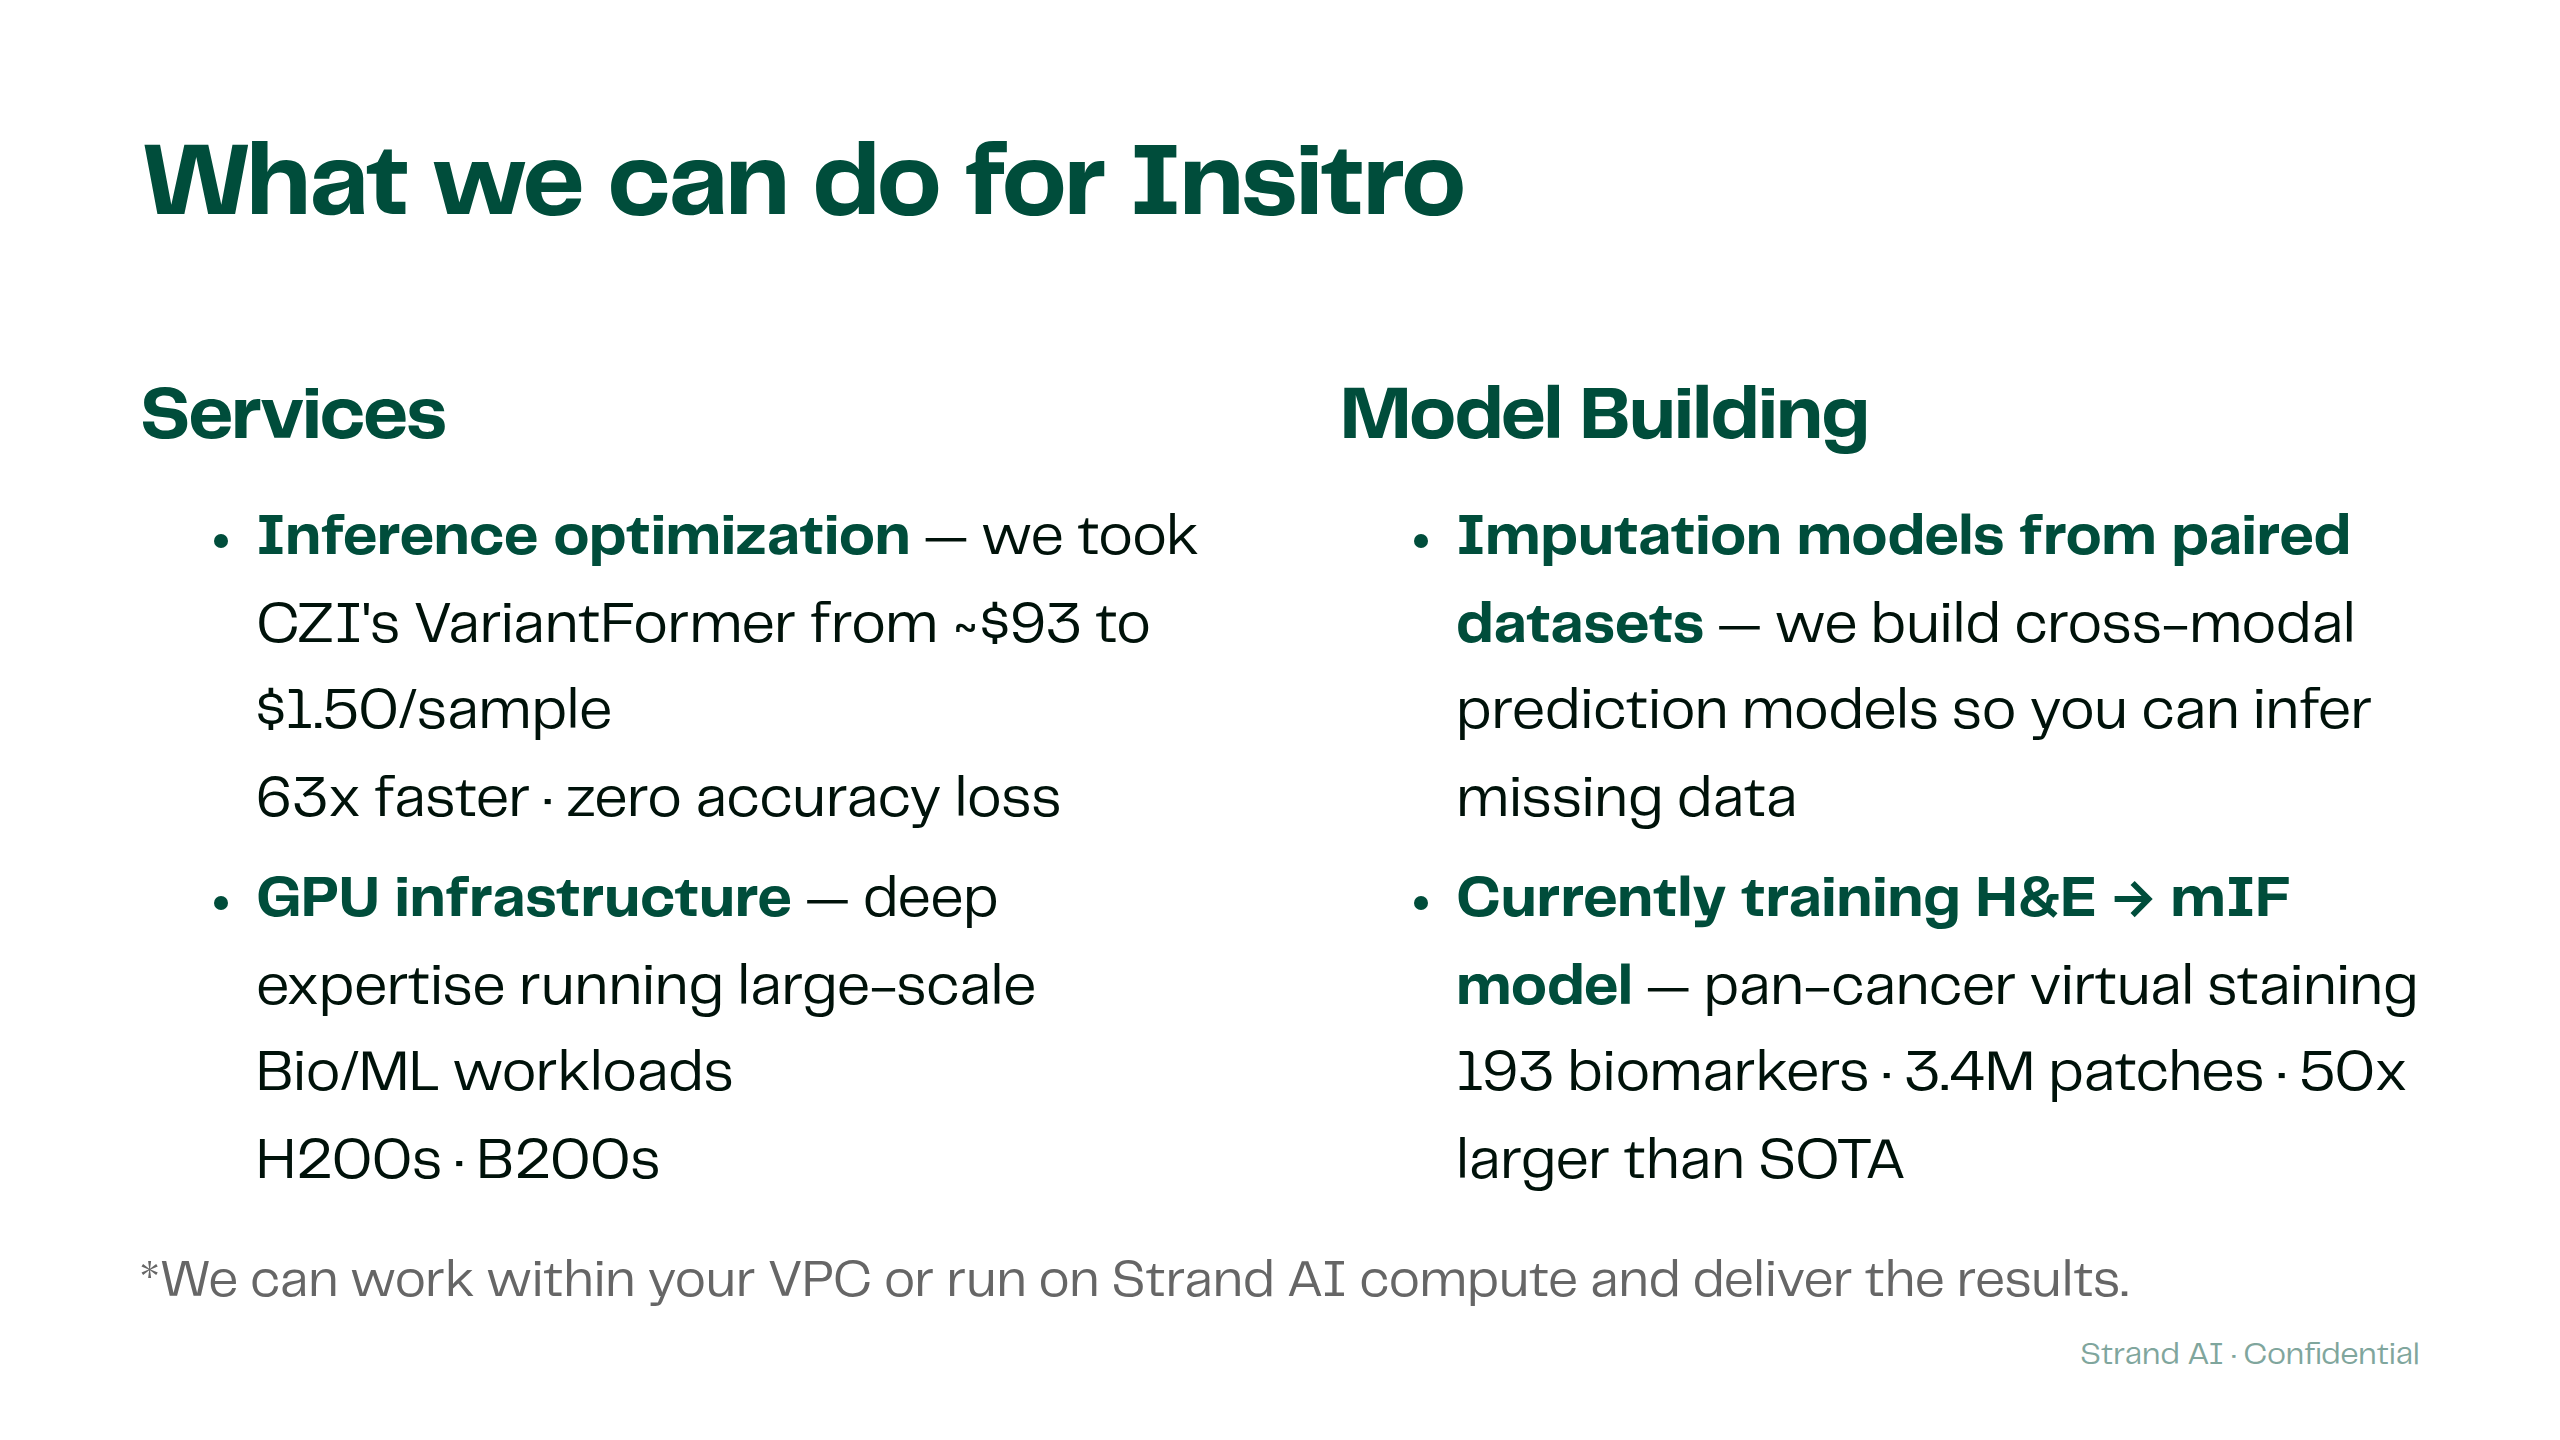 What we can do for Insitro
Services
• Inference optimization — we took
CZI's VariantFormer from ~$93 to
$1.50/sample
63x faster · zero accuracy loss
• GPU infrastructure — deep
expertise running large-scale
Bio/ML workloads
H200s · B200s
Model Building
• Imputation models from paired
datasets — we build cross-modal
prediction models so you can infer
missing data
• Currently training H&E → mIF
model — pan-cancer virtual staining
193 biomarkers · 3.4M patches · 50x
larger than SOTA
*We can work within your VPC or run on Strand AI compute and deliver the results.
Strand AI · Confidential